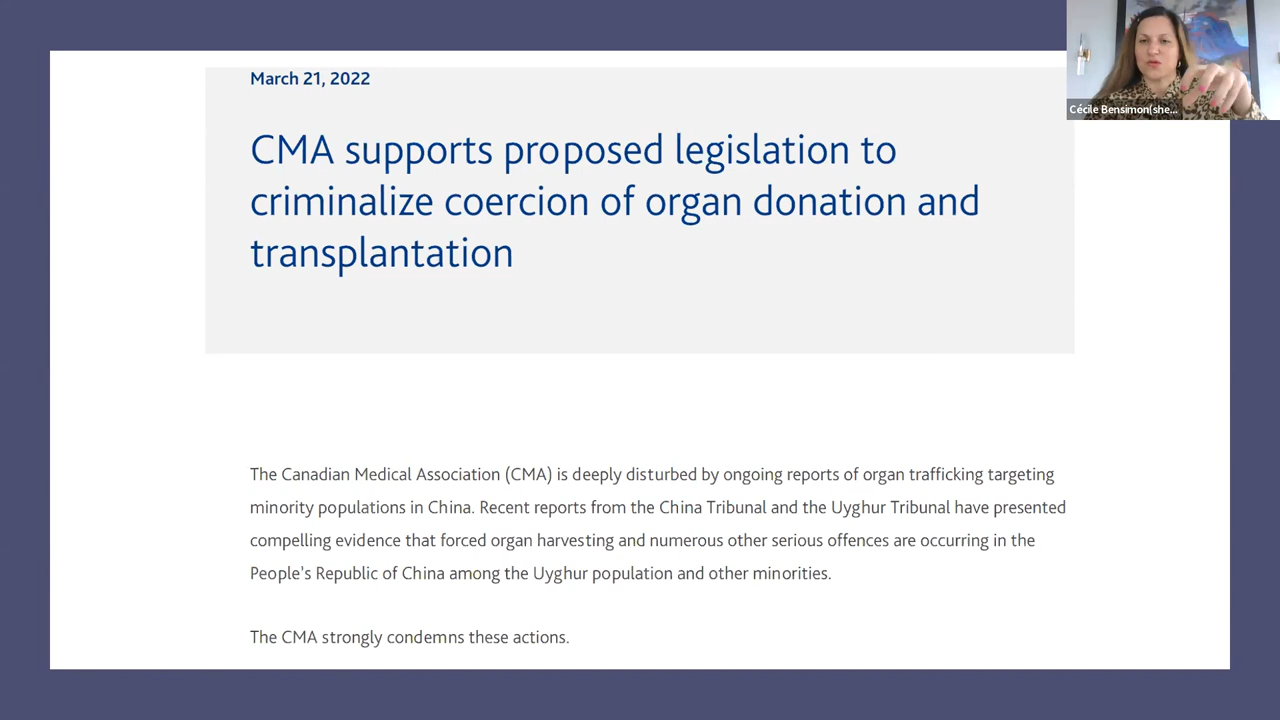 March 21, 2022
CMA supports proposed legislation to
criminalize coercion of organ donation and
transplantation
The Canadian Medical Association (CMA) is deeply disturbed by ongoing reports of organ trafficking targeting
minority populations in China. Recent reports from the China Tribunal and the Uyghur Tribunal have presented
compelling evidence that forced organ harvesting and numerous other serious offences are occurring in the
People's Republic of China among the Uyghur population and other minorities.
The CMA strongly condemns these actions.
Cécile Bensimon(she...